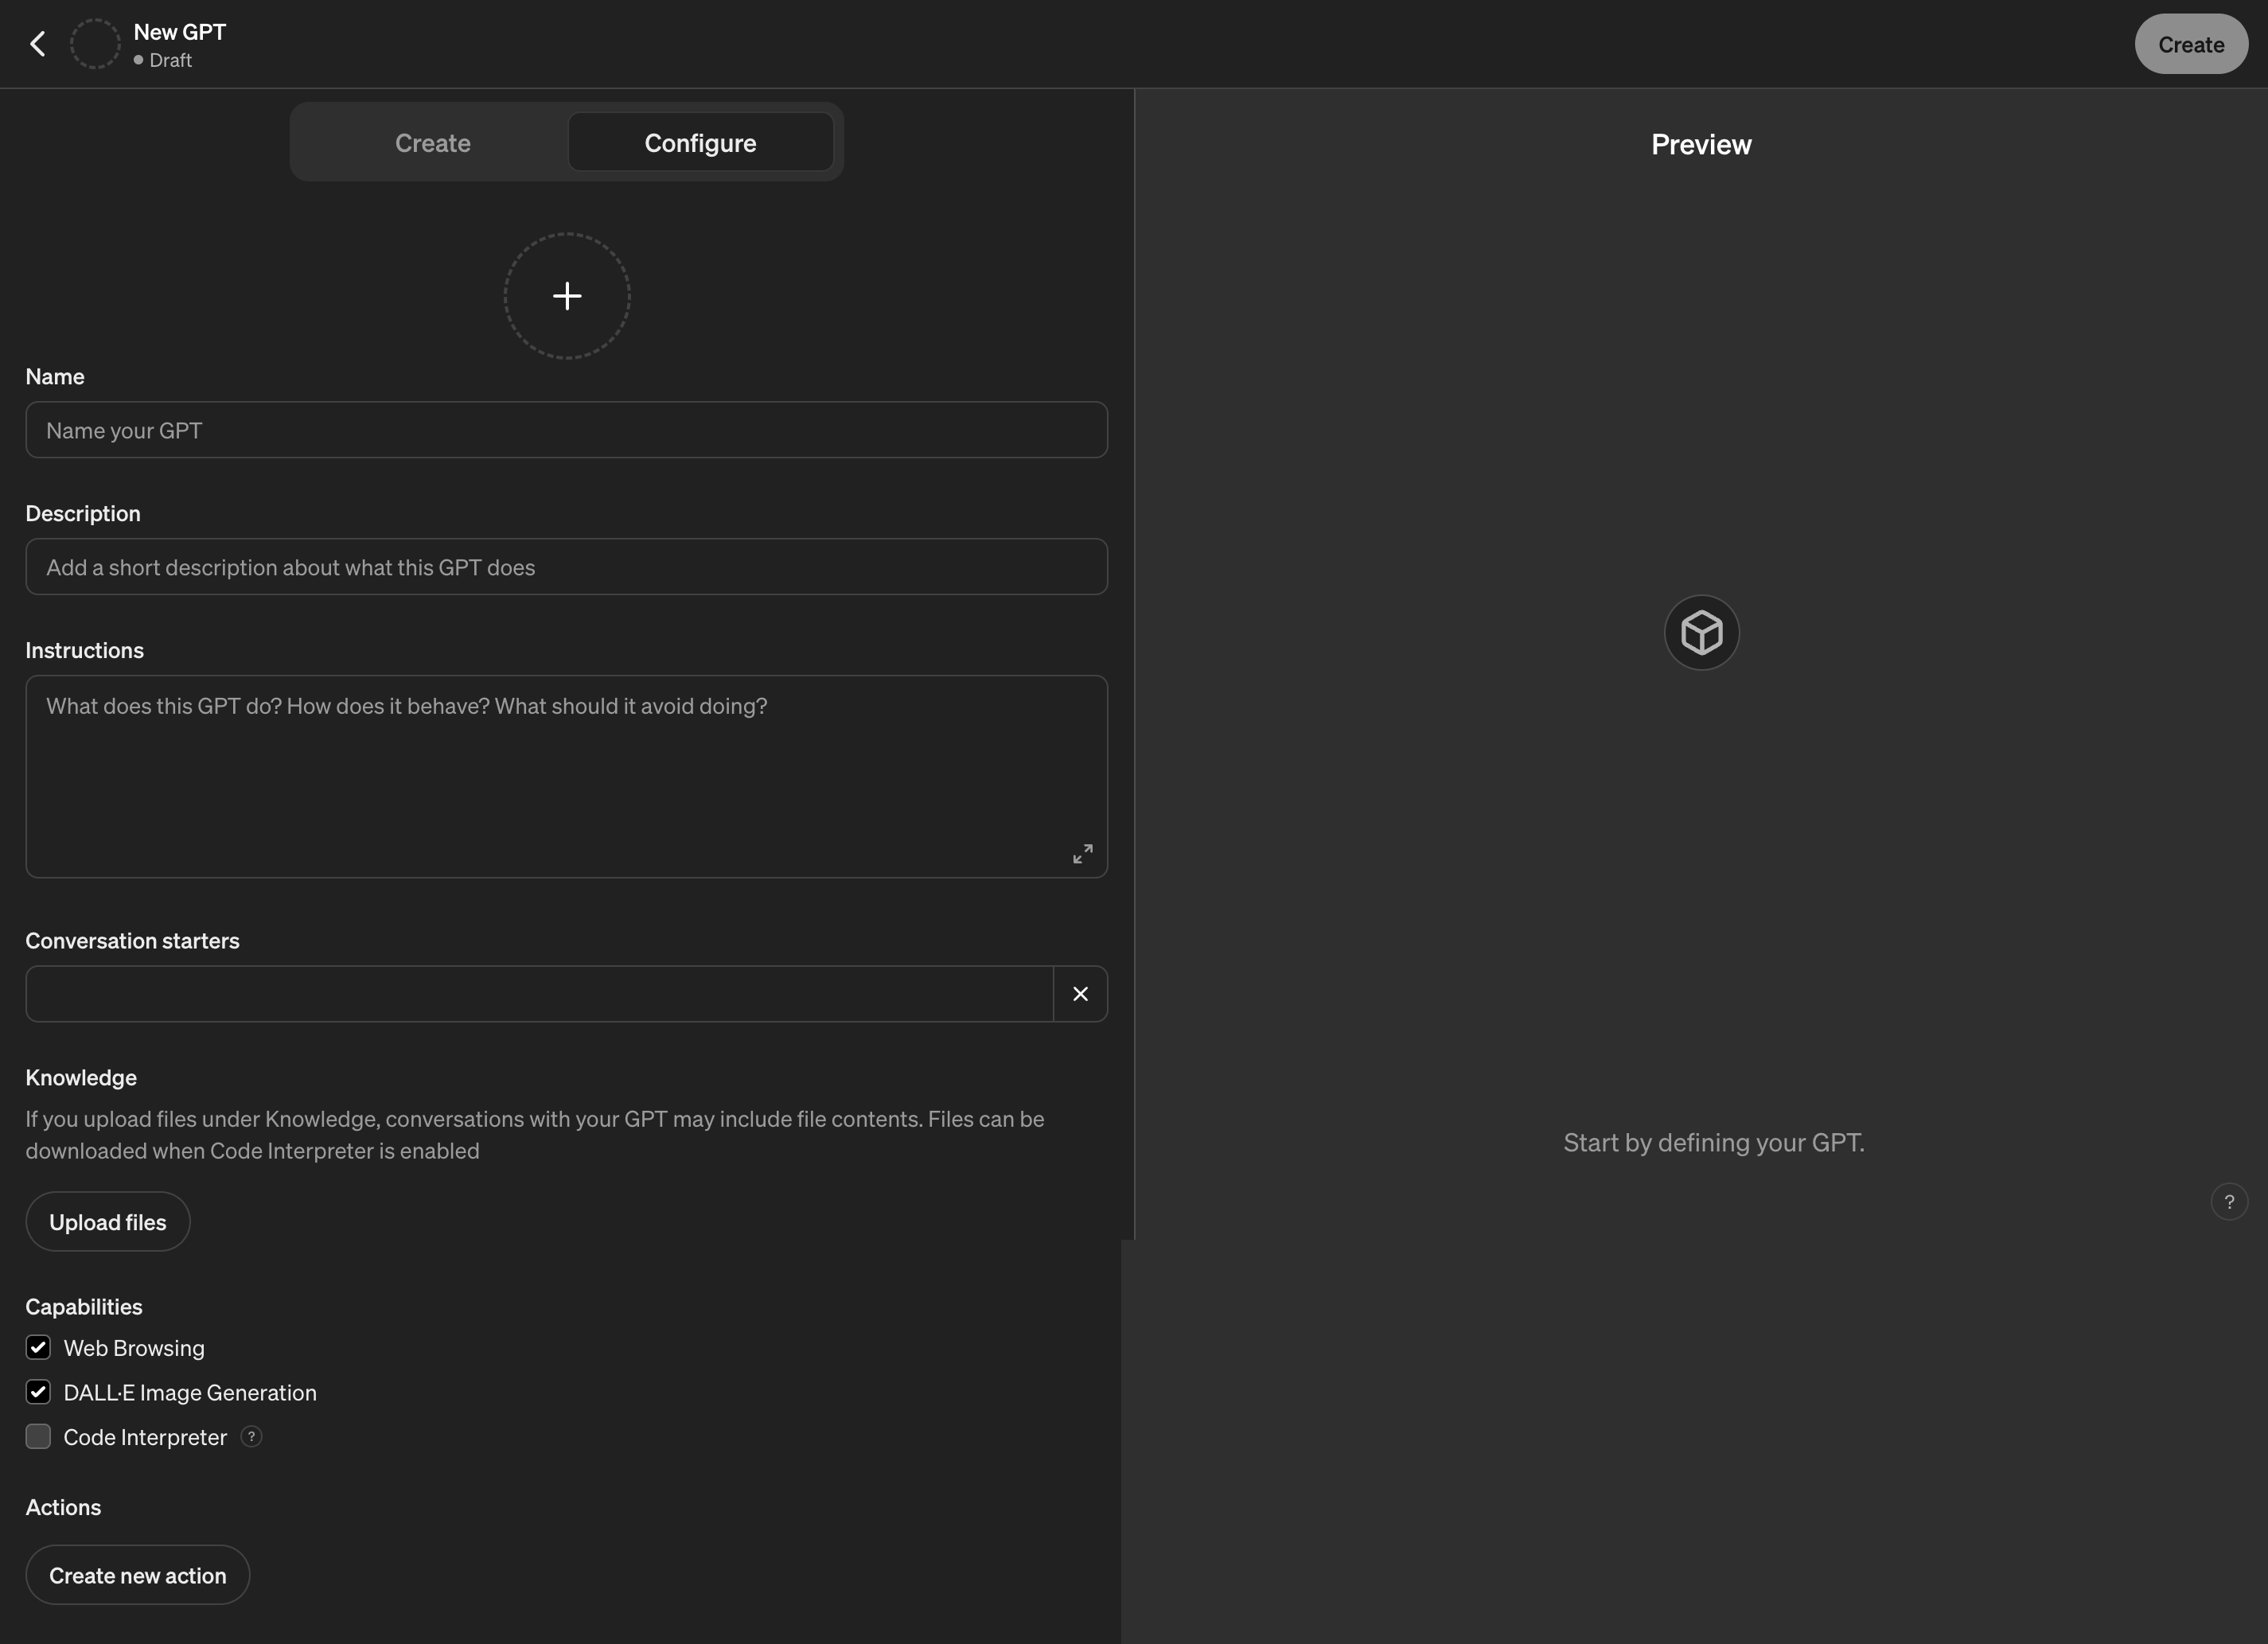 New GPT
Draft
Create
Create
Configure
Preview
Name
Name your GPT
Description
Add a short description about what this GPT does
Instructions
What does this GPT do? How does it behave? What should it avoid doing?
Conversation starters
Knowledge
If you upload files under Knowledge, conversations with your GPT may include file contents. Files can be
downloaded when Code Interpreter is enabled
Upload files
Capabilities
Web Browsing
DALL·E Image Generation
Code Interpreter ?
Actions
Create new action
Start by defining your GPT.
?